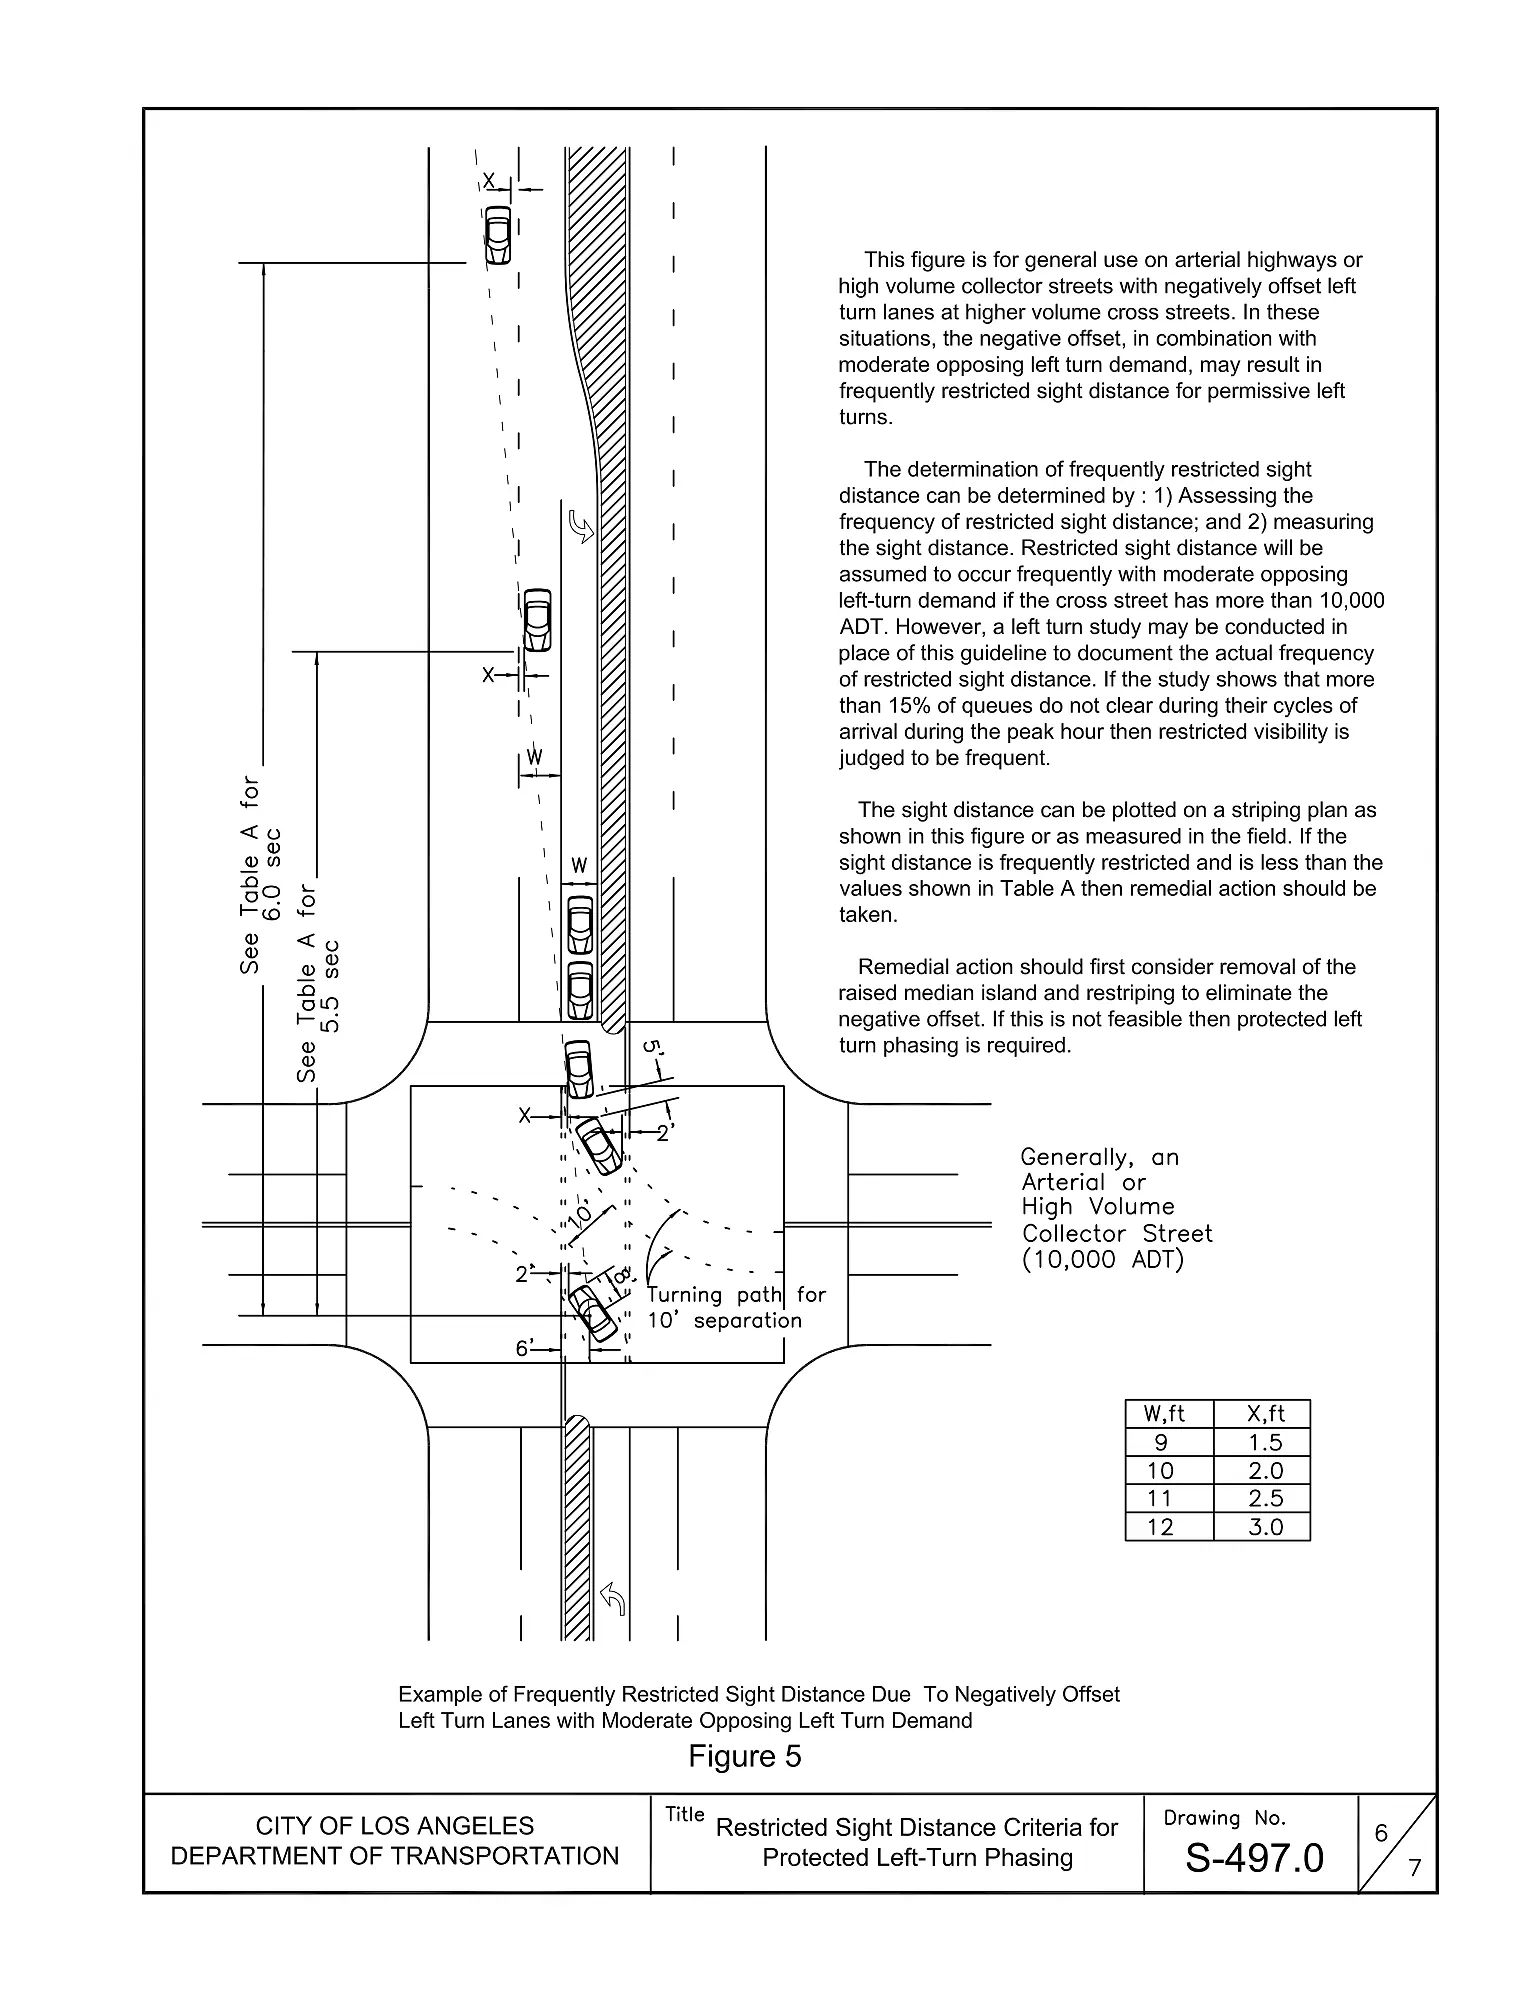 X
This figure is for general use on arterial highways or
high volume collector streets with negatively offset left
turn lanes at higher volume cross streets. In these
situations, the negative offset, in combination with
moderate opposing left turn demand, may result in
frequently restricted sight distance for permissive left
turns.
The determination of frequently restricted sight
distance can be determined by : 1) Assessing the
frequency of restricted sight distance; and 2) measuring
the sight distance. Restricted sight distance will be
assumed to occur frequently with moderate opposing
left-turn demand if the cross street has more than 10,000
ADT. However, a left turn study may be conducted in
place of this guideline to document the actual frequency
of restricted sight distance. If the study shows that more
than 15% of queues do not clear during their cycles of
arrival during the peak hour then restricted visibility is
judged to be frequent.
The sight distance can be plotted on a striping plan as
shown in this figure or as measured in the field. If the
sight distance is frequently restricted and is less than the
values shown in Table A then remedial action should be
taken.
Remedial action should first consider removal of the
raised median island and restriping to eliminate the
negative offset. If this is not feasible then protected left
turn phasing is required.
X
W
W
See Table A for
6.0 sec
See Table A for
5.5 sec
5'
X
2'
10'
2'
8'
Turning path for
10' separation
6'
Generally, an
Arterial or
High Volume
Collector Street
(10,000 ADT)
W,ft X,ft
9 1.5
10 2.0
11 2.5
12 3.0
Example of Frequently Restricted Sight Distance Due To Negatively Offset
Left Turn Lanes with Moderate Opposing Left Turn Demand
Figure 5
CITY OF LOS ANGELES
DEPARTMENT OF TRANSPORTATION
Title
Restricted Sight Distance Criteria for
Protected Left-Turn Phasing
Drawing No.
S-497.0
6/7